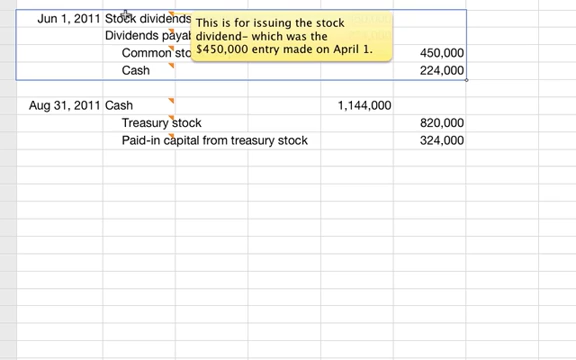 Jun 1, 2011 Stock dividends
This is for issuing the stock
dividend- which was the
$450,000 entry made on April 1.
Dividends
Common 450,000
Cash 224,000
Aug 31, 2011 Cash 1,144,000
Treasury stock 820,000
Paid-in capital from treasury stock 324,000